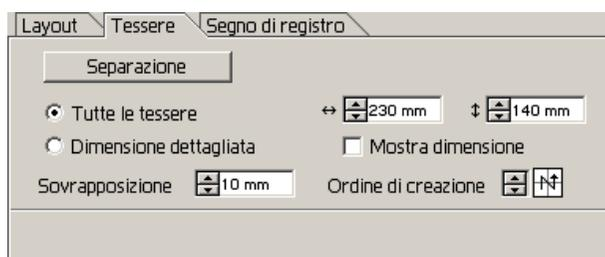 Layout Tessere Segno di registro
Separazione
Tutte le tessere 230 mm 140 mm
Dimensione dettagliata Mostra dimensione
Sovrapposizione 10 mm Ordine di creazione